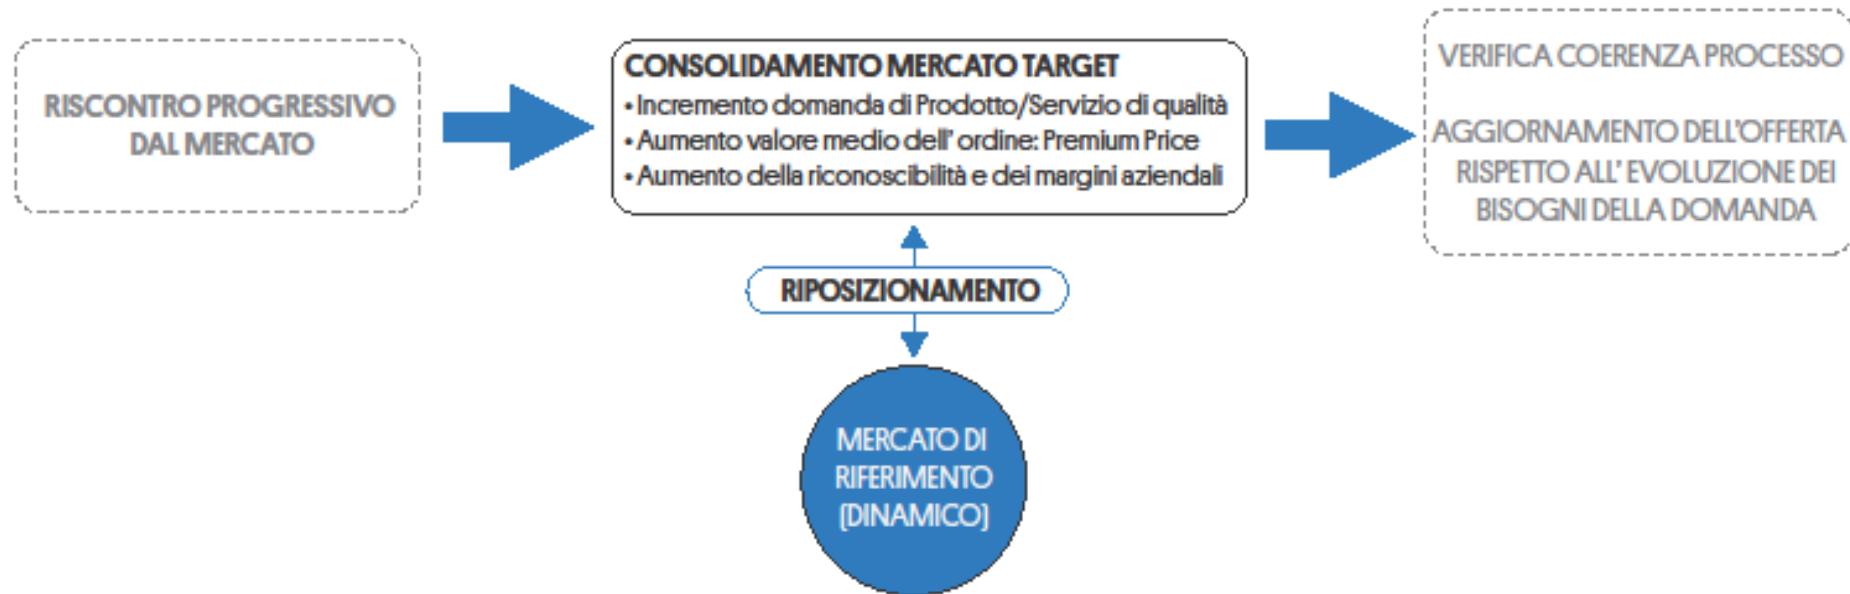 RISCONTRO PROGRESSIVO
DAL MERCATO
CONSOLIDAMENTO MERCATO TARGET
• Incremento domanda di Prodotto/Servizio di qualità
• Aumento valore medio dell' ordine: Premium Price
• Aumento della riconoscibilità e dei margini aziendali
VERIFICA COERENZA PROCESSO
AGGIORNAMENTO DELL'OFFERTA
RISPETTO ALL' EVOLUZIONE DEI
BISOGNI DELLA DOMANDA
RIPOSIZIONAMENTO
MERCATO DI
RIFERIMENTO
(DINAMICO)